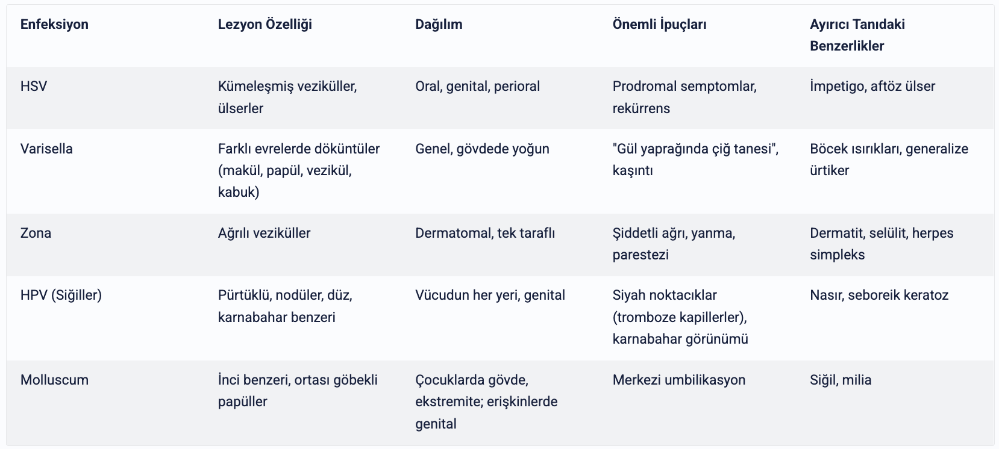 Enfeksiyon
Lezyon Özelliği
Dağılım
Önemli İpuçları
Ayırıcı Tanıdaki
Benzerlikler
HSV
Kümeleşmiş veziküller,
ülserler
Oral, genital, perioral
Prodromal semptomlar,
rekürrens
İmpetigo, aftöz ülser
Varisella
Farklı evrelerde döküntüler
(makül, papül, vezikül,
kabuk)
Genel, gövdede yoğun
"Gül yaprağında çiğ tanesi",
kaşıntı
Böcek ısırıkları, generalize
ürtiker
Zona
Ağrılı veziküller
Dermatomal, tek taraflı
Şiddetli ağrı, yanma,
parestezi
Dermatit, selülit, herpes
simpleks
HPV (Siğiller)
Pürtüklü, nodüler, düz,
karnabahar benzeri
Vücudun her yeri, genital
Siyah noktacıklar
(tromboze kapillerler),
karnabahar görünümü
Nasır, seboreik keratoz
Molluscum
İnci benzeri, ortası göbekli
papüller
Çocuklarda gövde,
ekstremite; erişkinlerde
genital
Merkezi umbilikasyon
Siğil, milia